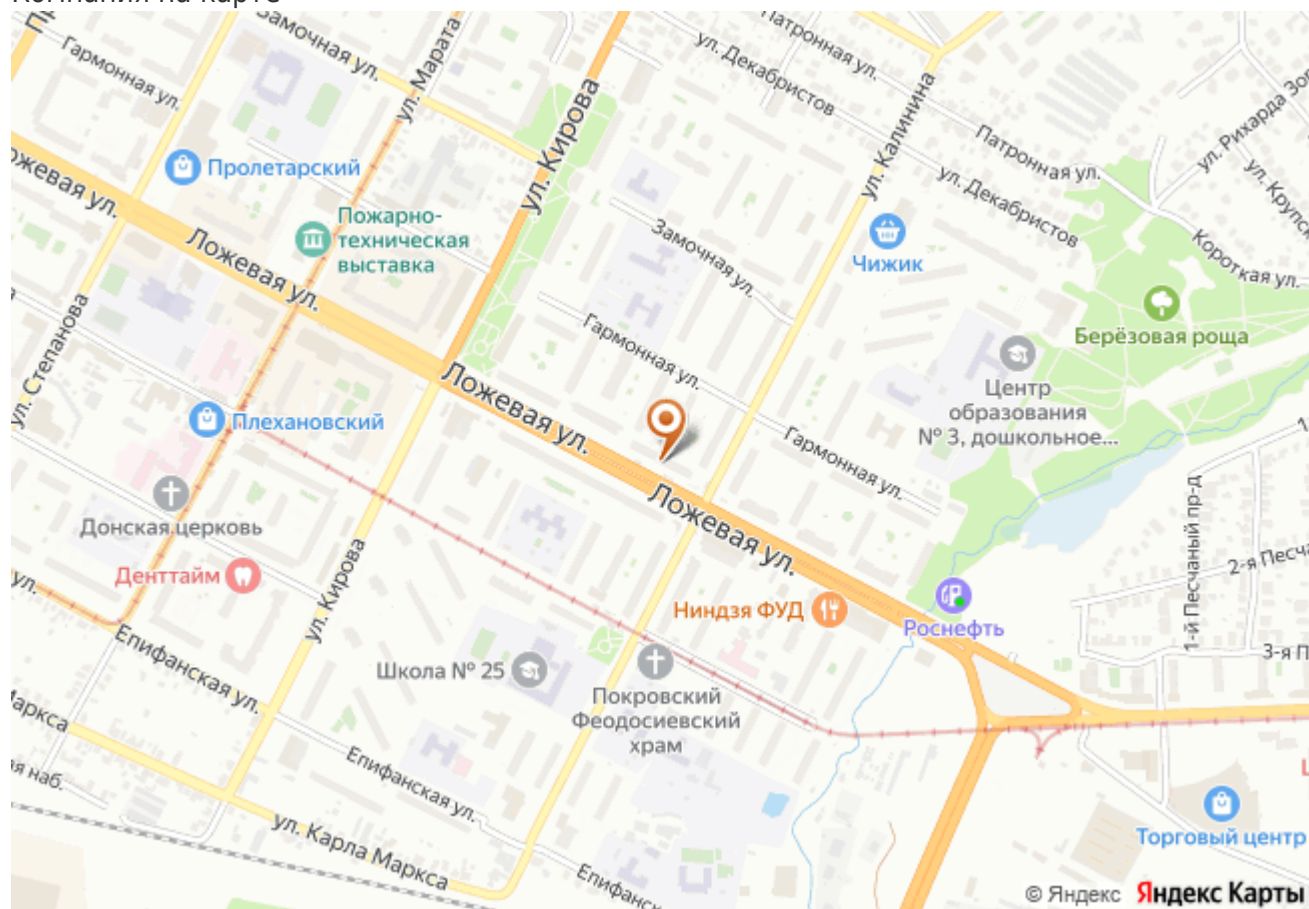 Замочная ул.
Гармонная ул.
ул. Марата
ул. Кирова
Патронная ул.
ул. Декабристов
ул. Калинина
Патронная ул.
ул. Рихарда
ул. Декабристов
Короткая ул.
Пролетарский
Ложевая ул.
Пожарно-
техническая
выставка
Замочная ул.
Чижик
Берёзовая роща
ул. Степанова
Гармонная ул.
Ложевая ул.
Центр
образования
№ 3, дошкольное...
Плехановский
Гармонная ул.
Донская церковь
Ложевая ул.
1-й Песчаный пр-д
Денттайм
ул. Кирова
Ниндзя ФУД
Роснефть
Епифанская ул.
Школа № 25
Покровский
Феодосиевский
храм
Епифанская ул.
ул. Карла Маркса
Торговый центр
© Яндекс Яндекс Карты